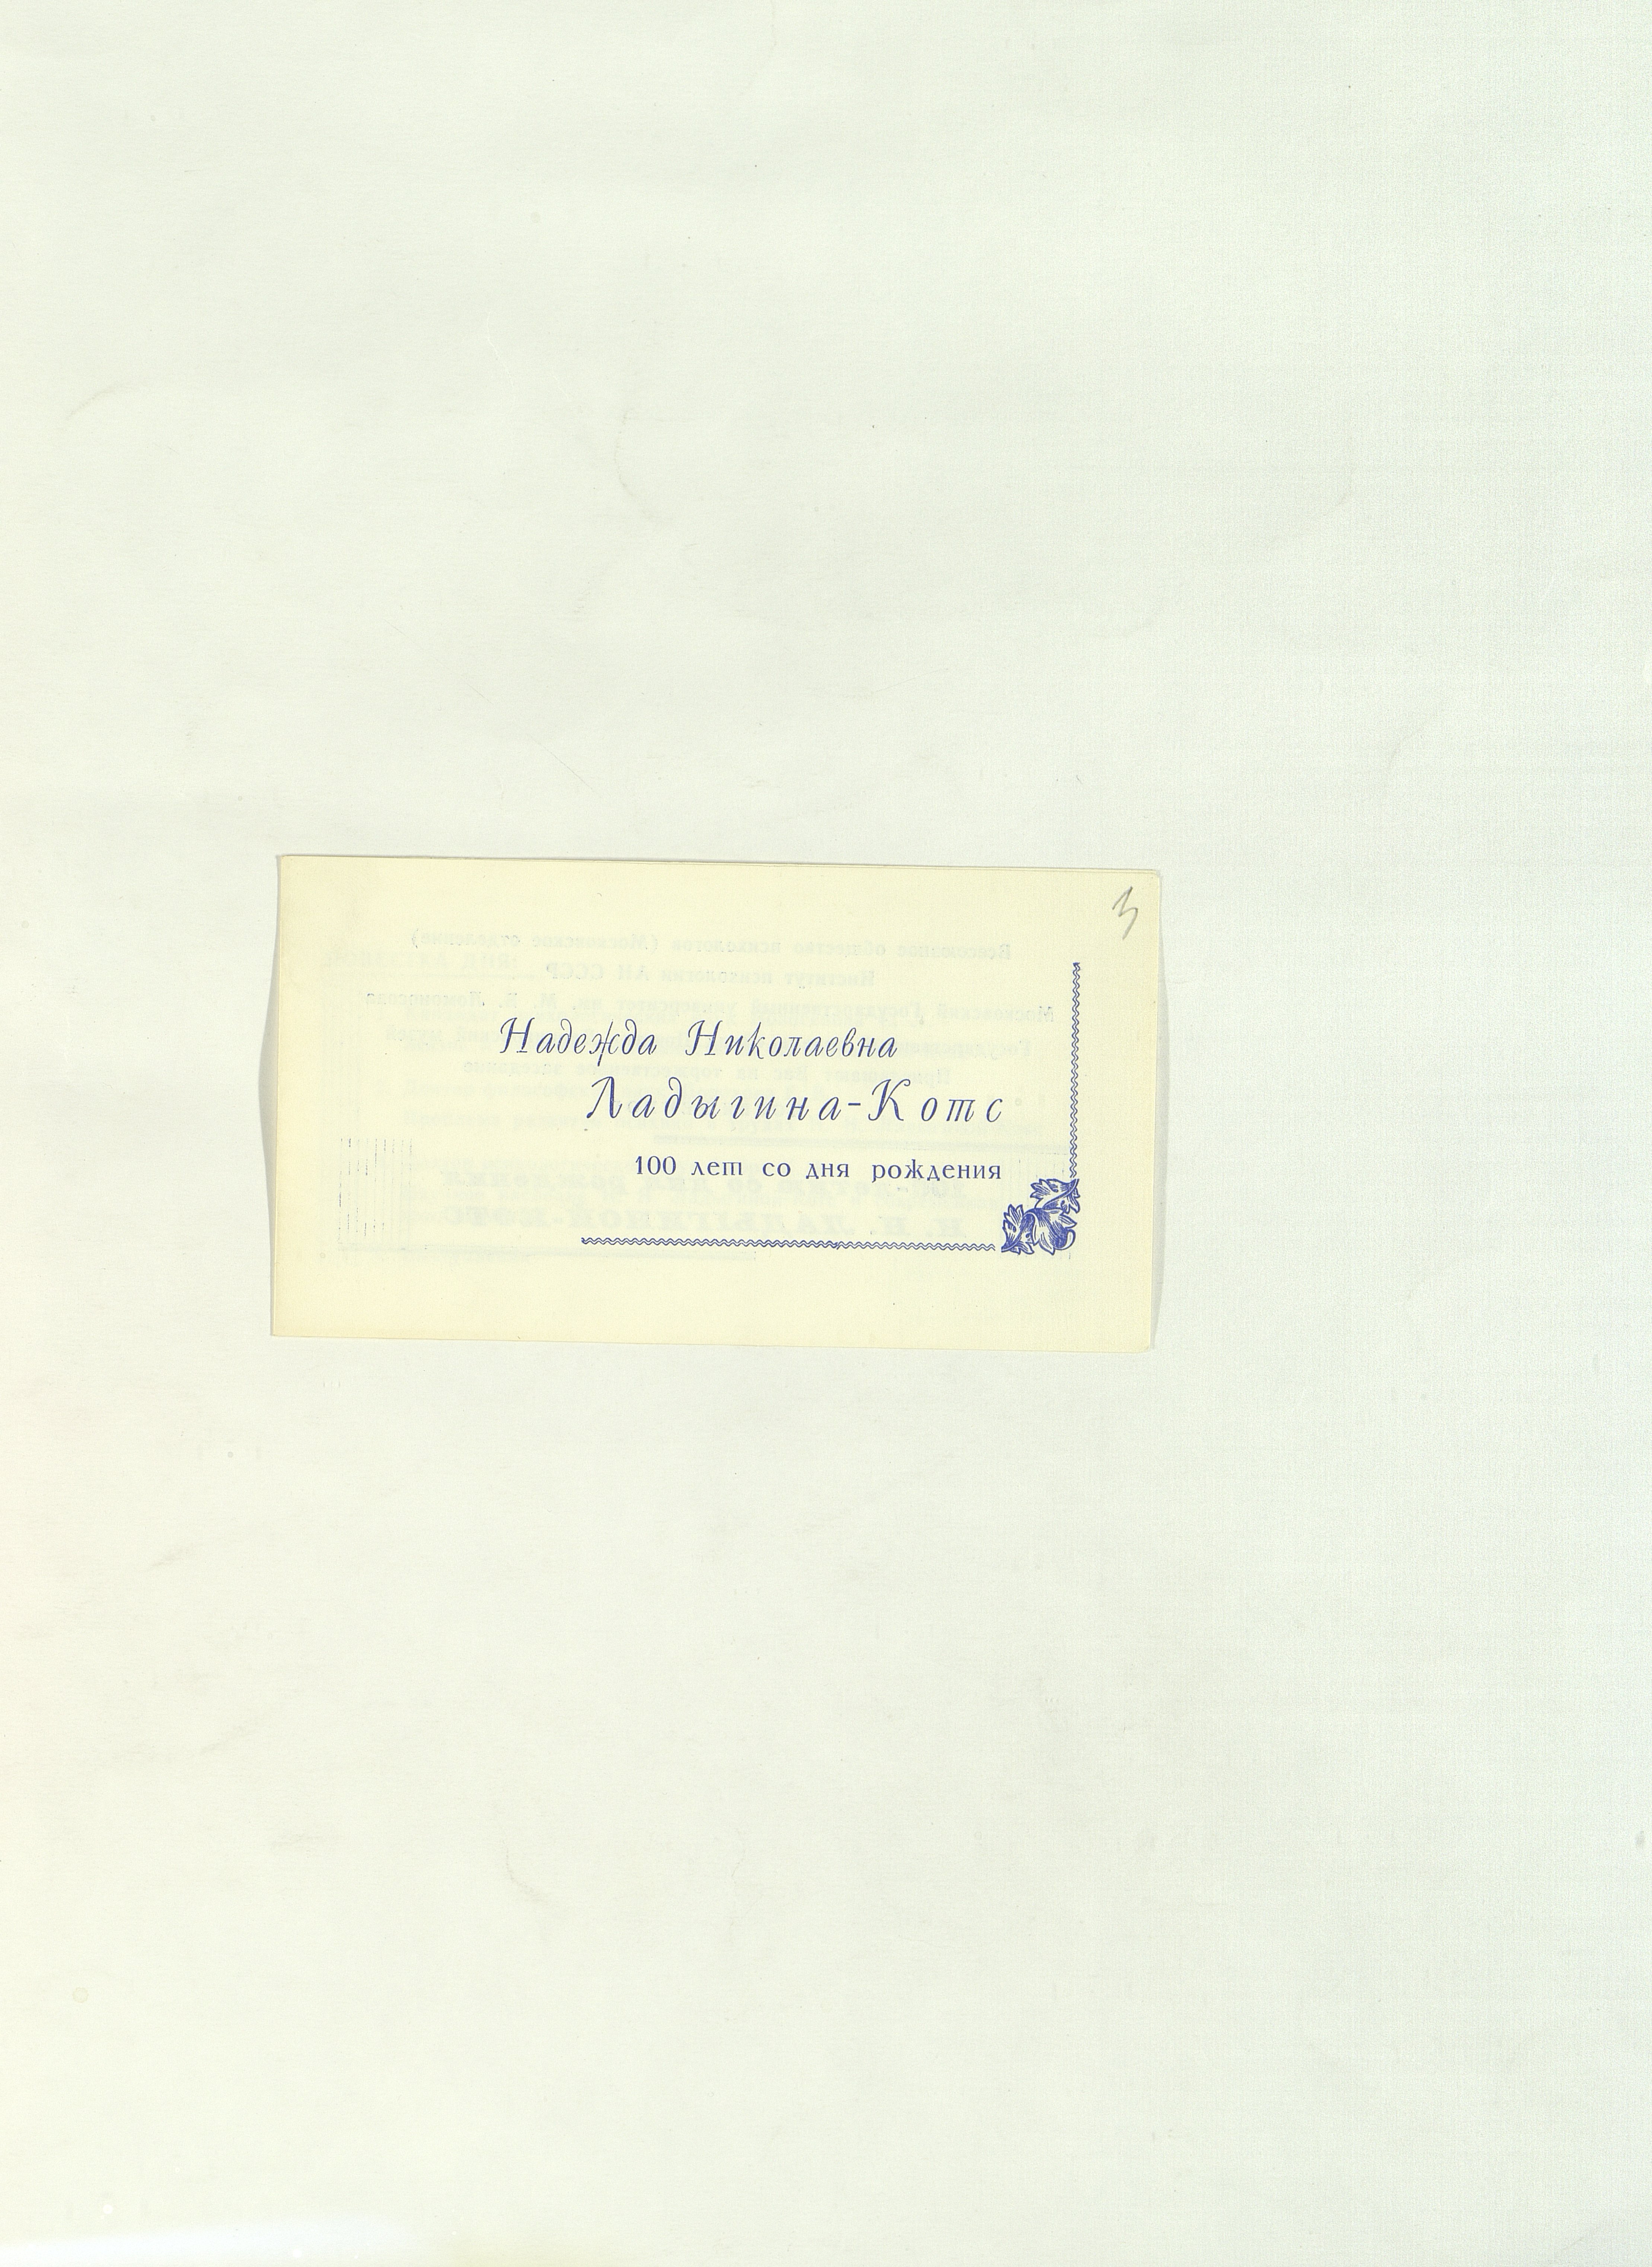 3
Надежда Николаевна
Ладыгина-Котс
100 лет со дня рождения